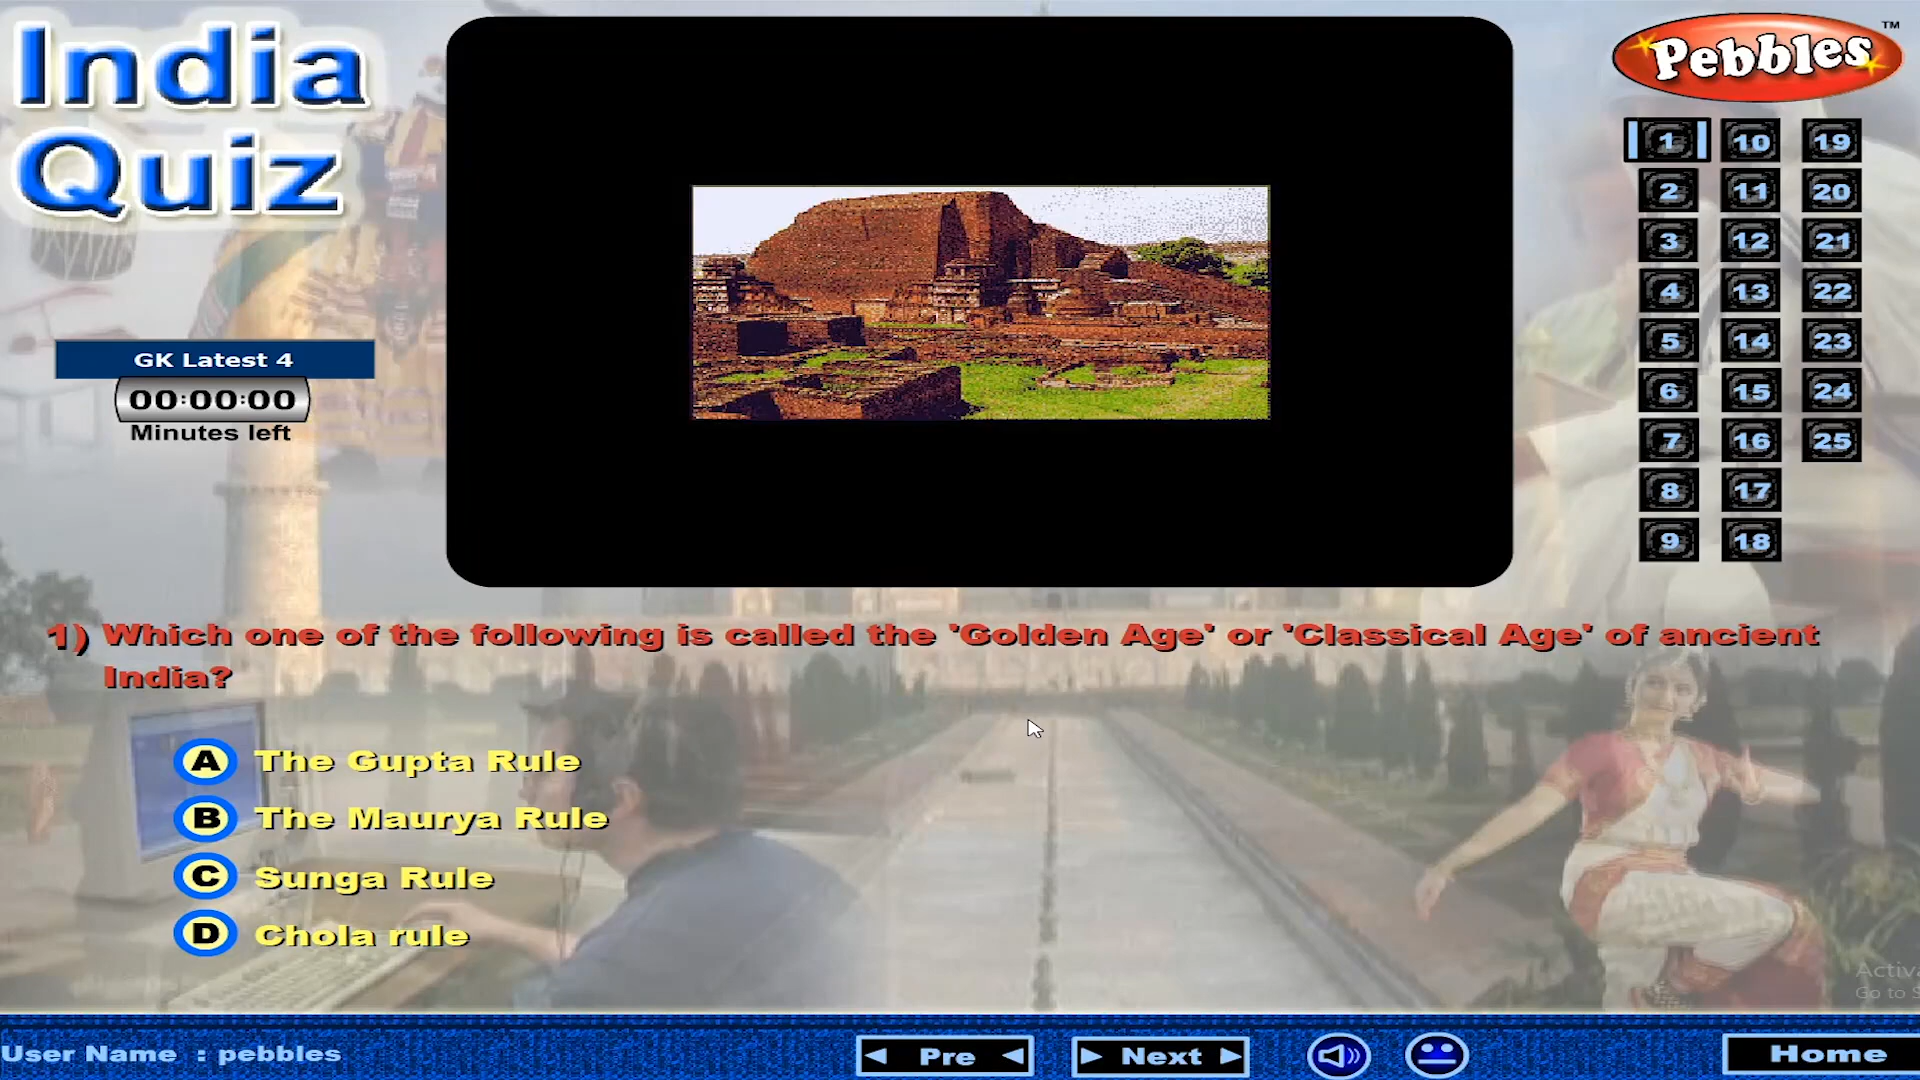 India
Quiz
Pebbles
TM
1 10 19
2 11 20
3 12 21
4 13 22
5 14 23
6 15 24
7 16 25
8 17
9 18
GK Latest 4
00:00:00
Minutes left
1) Which one of the following is called the 'Golden Age' or 'Classical Age' of ancient
India?
A The Gupta Rule
B The Maurya Rule
C Sunga Rule
D Chola rule
User Name : pebbles
Pre
Next
Home